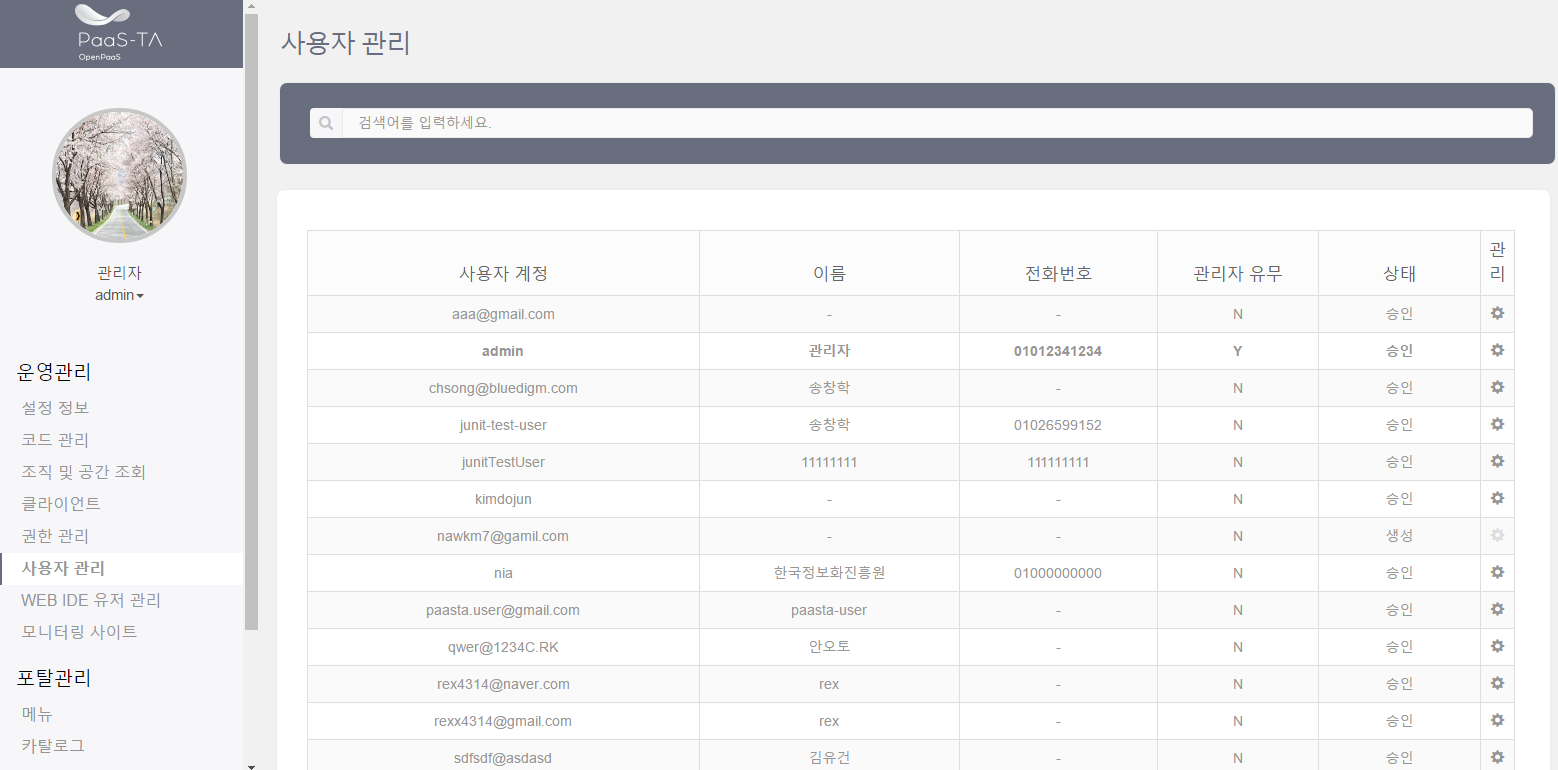 PaaS-TA
OpenPaaS
관리자
admin
운영관리
설정 정보
코드 관리
조직 및 공간 조회
클라이언트
권한 관리
사용자 관리
WEB IDE 유저 관리
모니터링 사이트
포탈관리
메뉴
카탈로그
사용자 관리
검색어를 입력하세요.
사용자 계정 이름 전화번호 관리자 유무 상태 관리
aaa@gmail.com - - N 승인
admin 관리자 01012341234 Y 승인
chsong@bluedigm.com 송창학 - N 승인
junit-test-user 송창학 01026599152 N 승인
junitTestUser 11111111 111111111 N 승인
kimdojun - - N 승인
nawkm7@gamil.com - - N 생성
nia 한국정보화진흥원 01000000000 N 승인
paasta.user@gmail.com paasta-user - N 승인
qwer@1234C.RK 안오토 - N 승인
rex4314@naver.com rex - N 승인
rexx4314@gmail.com rex - N 승인
sdfsdf@asdasd 김유건 - N 승인